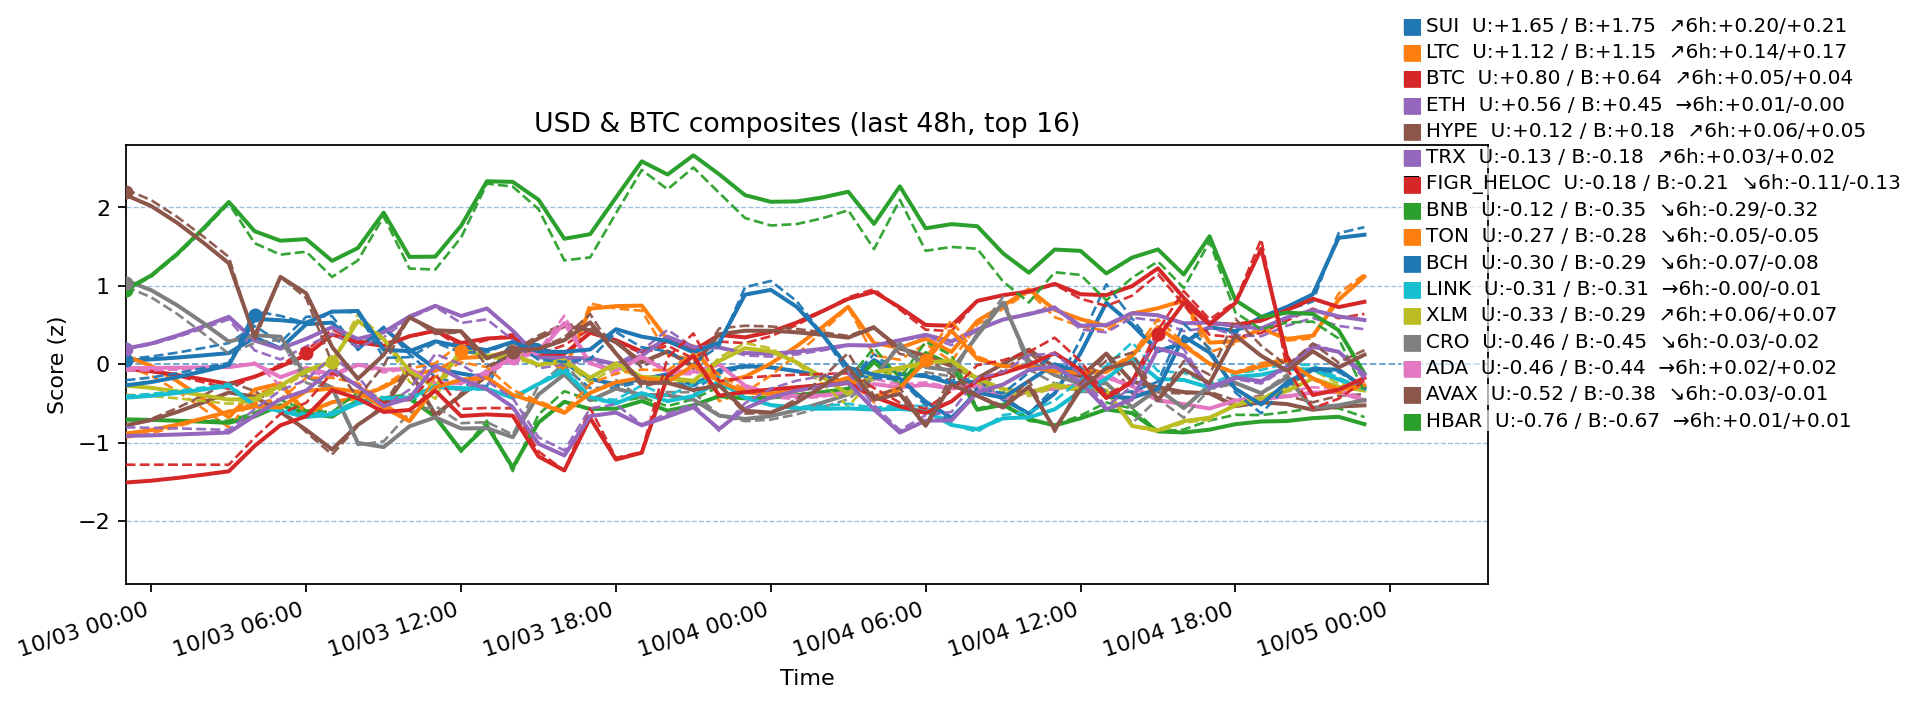 SUI  U:+1.65 / B:+1.75  ↗6h:+0.20/+0.21
LTC  U:+1.12 / B:+1.15  ↗6h:+0.14/+0.17
BTC  U:+0.80 / B:+0.64  ↗6h:+0.05/+0.04
ETH  U:+0.56 / B:+0.45  →6h:+0.01/-0.00
HYPE  U:+0.12 / B:+0.18  ↗6h:+0.06/+0.05
TRX  U:-0.13 / B:-0.18  ↗6h:+0.03/+0.02
FIGR_HELOC  U:-0.18 / B:-0.21  ↘6h:-0.11/-0.13
BNB  U:-0.12 / B:-0.35  ↘6h:-0.29/-0.32
TON  U:-0.27 / B:-0.28  ↘6h:-0.05/-0.05
BCH  U:-0.30 / B:-0.29  ↘6h:-0.07/-0.08
LINK  U:-0.31 / B:-0.31  →6h:-0.00/-0.01
XLM  U:-0.33 / B:-0.29  ↗6h:+0.06/+0.07
CRO  U:-0.46 / B:-0.45  ↘6h:-0.03/-0.02
ADA  U:-0.46 / B:-0.44  →6h:+0.02/+0.02
AVAX  U:-0.52 / B:-0.38  ↘6h:-0.03/-0.01
HBAR  U:-0.76 / B:-0.67  →6h:+0.01/+0.01
USD & BTC composites (last 48h, top 16)
Score (z)
2
1
0
−1
−2
10/03 00:00
10/03 06:00
10/03 12:00
10/03 18:00
10/04 00:00
10/04 06:00
10/04 12:00
10/04 18:00
10/05 00:00
Time